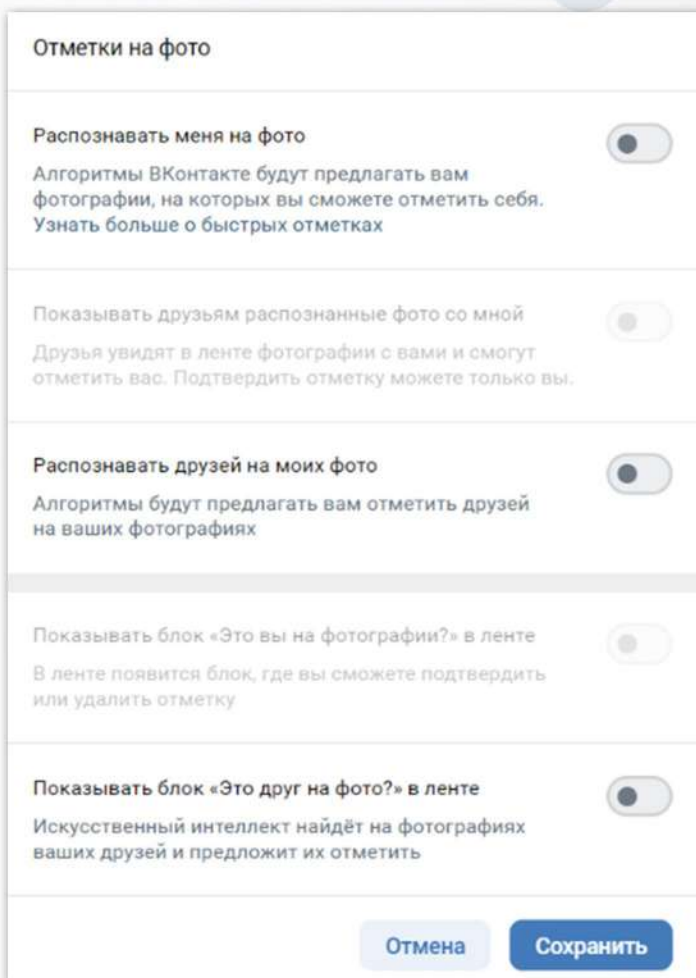 Отметки на фото
Распознавать меня на фото
Алгоритмы ВКонтакте будут предлагать вам
фотографии, на которых вы сможете отметить себя.
Узнать больше о быстрых отметках
Показывать друзьям распознанные фото со мной
Друзья увидят в ленте фотографии с вами и смогут
отметить вас. Подтвердить отметку можете только вы.
Распознавать друзей на моих фото
Алгоритмы будут предлагать вам отметить друзей
на ваших фотографиях
Показывать блок «Это вы на фотографии?» в ленте
В ленте появится блок, где вы сможете подтвердить
или удалить отметку
Показывать блок «Это друг на фото?» в ленте
Искусственный интеллект найдёт на фотографиях
ваших друзей и предложит их отметить
Отмена
Сохранить